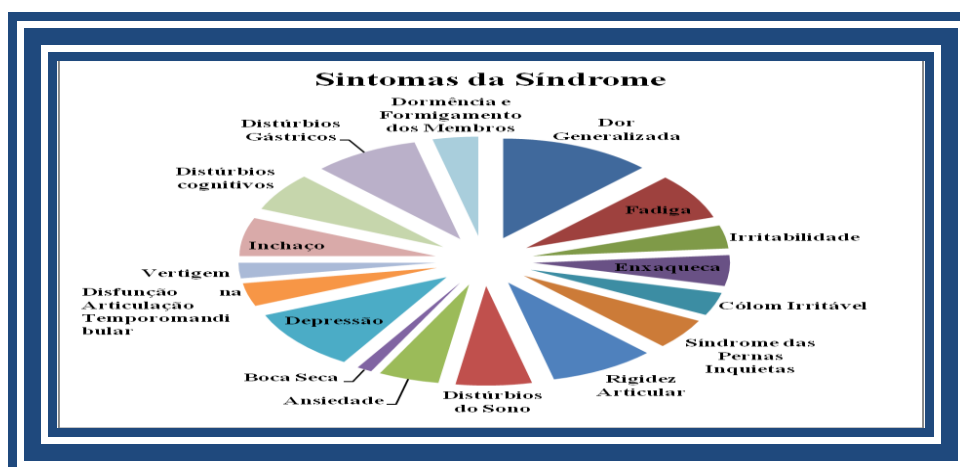 Sintomas da Síndrome
Dor
Generalizada
Fadiga
Irritabilidade
Enxaqueca
Cólom Irritável
Síndrome das
Pernas
Inquietas
Rigidez
Articular
Distúrbios
do Sono
Ansiedade
Boca Seca
Depressão
Disfunção na
Articulação
Temporomandi
bular
Vertigem
Inchaço
Distúrbios
cognitivos
Distúrbios
Gástricos
Dormência e
Formigamento
dos Membros